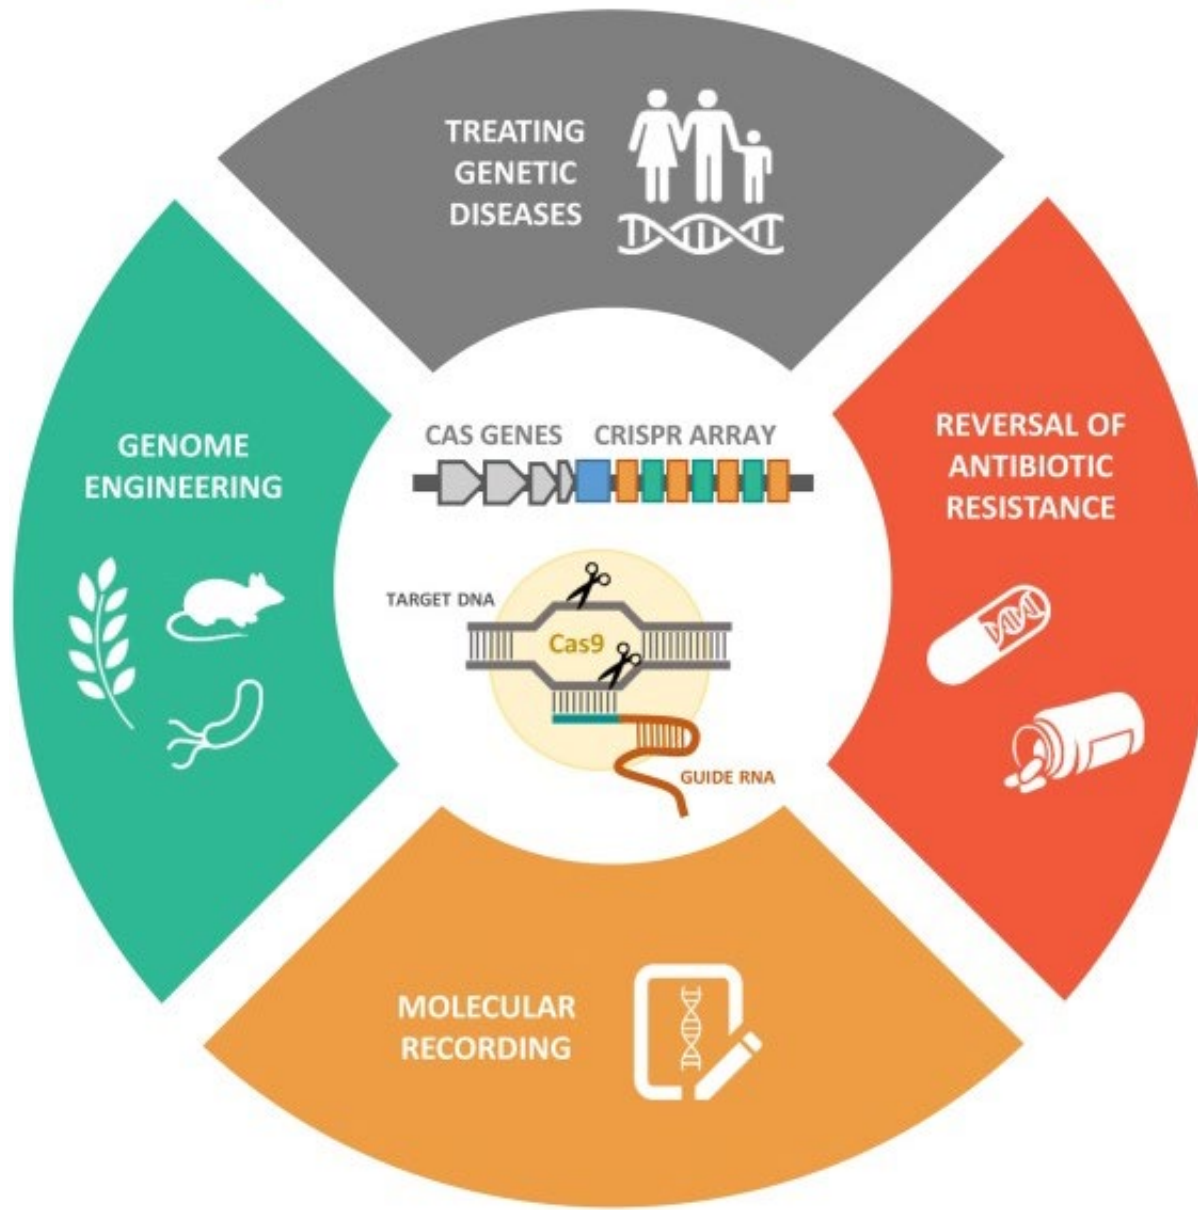 TREATING
GENETIC
DISEASES
REVERSAL OF
ANTIBIOTIC
RESISTANCE
GENOME
ENGINEERING
CAS GENES
CRISPR ARRAY
TARGET DNA
Cas9
GUIDE RNA
MOLECULAR
RECORDING